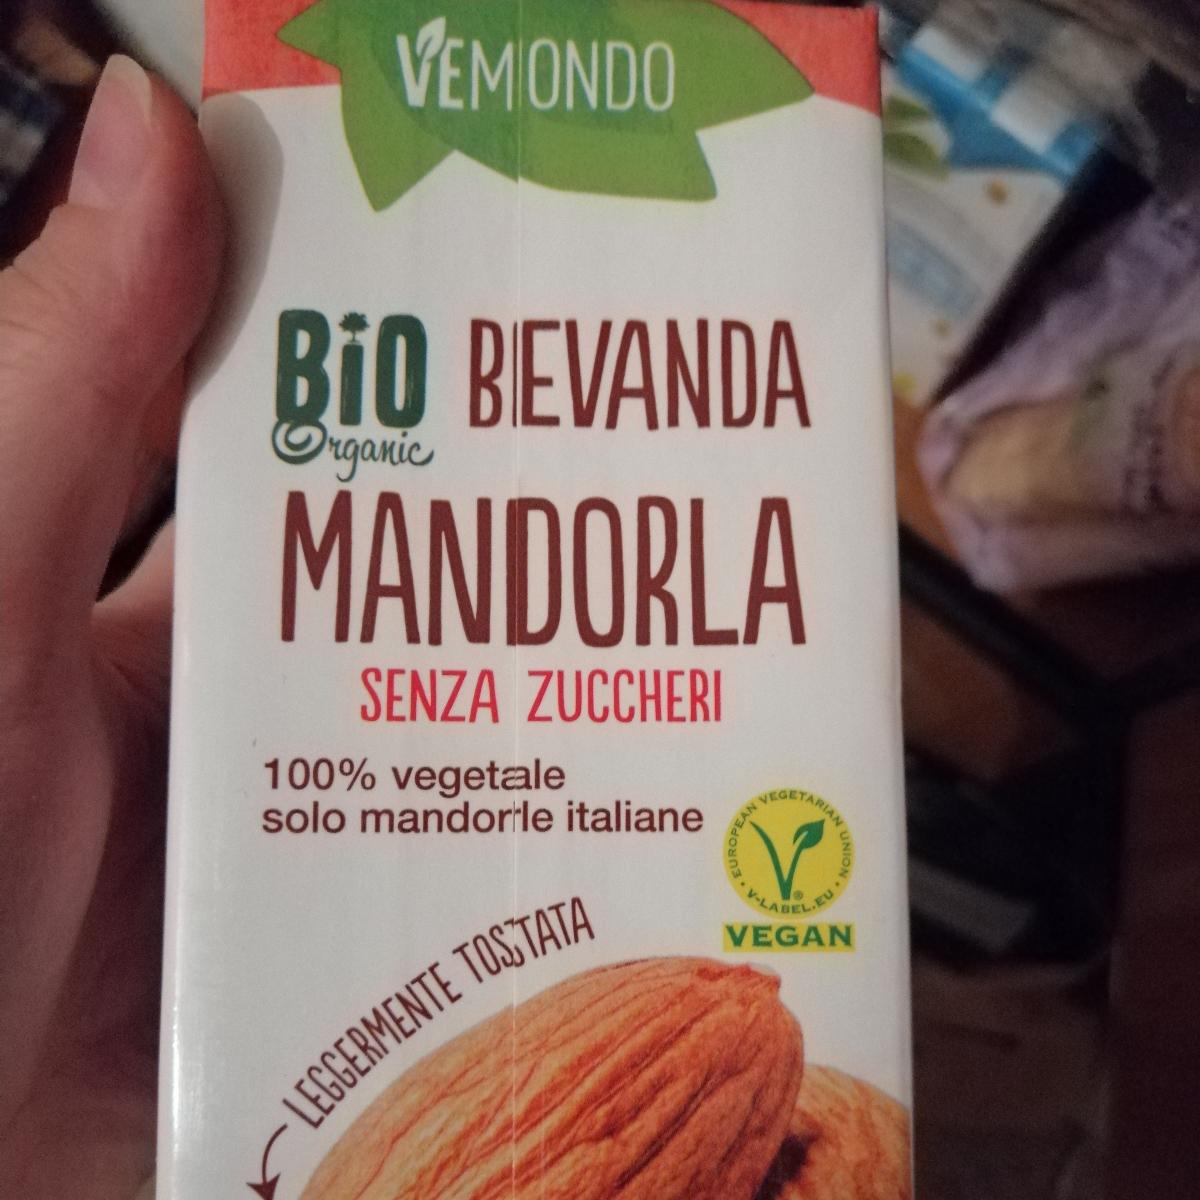 VEMONDO
BiO
Organic
BEVANDA
MANDORLA
SENZA ZUCCHERI
100% vegetale
solo mandorle italiane
EUROPEAN VEGETARIAN UNION
V-LABEL.EU
VEGAN
LEGGERMENTE TOSTATA